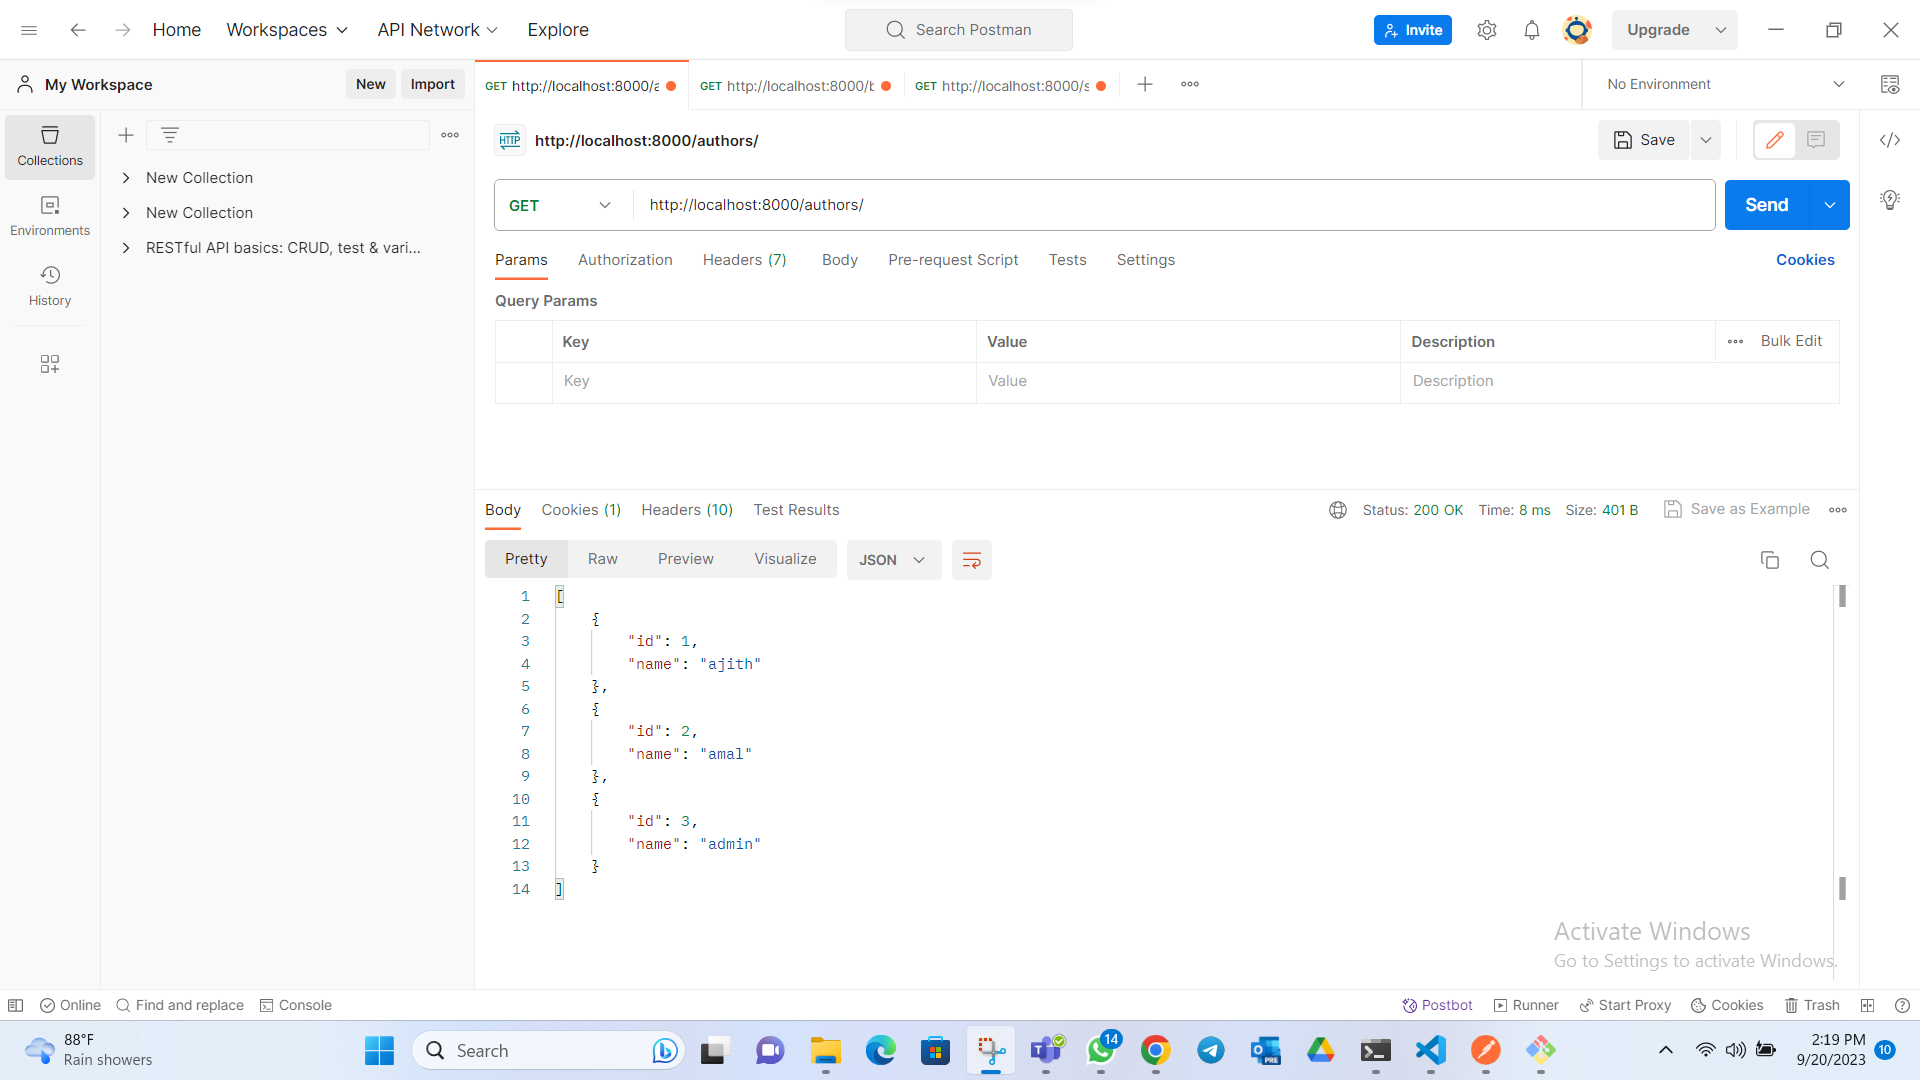 Home Workspaces API Network Explore Search Postman Invite Upgrade
My Workspace New Import GET http://localhost:8000/a GET http://localhost:8000/b GET http://localhost:8000/s No Environment
Collections
Environments
History
New Collection
New Collection
RESTful API basics: CRUD, test & vari...
HTTP http://localhost:8000/authors/ Save
GET http://localhost:8000/authors/ Send
Params Authorization Headers (7) Body Pre-request Script Tests Settings Cookies
Query Params
Key Value Description Bulk Edit
Key Value Description
Body Cookies (1) Headers (10) Test Results Status: 200 OK Time: 8 ms Size: 401 B Save as Example
Pretty Raw Preview Visualize JSON
1 [
2 {
3 "id": 1,
4 "name": "ajith"
5 },
6 {
7 "id": 2,
8 "name": "amal"
9 },
10 {
11 "id": 3,
12 "name": "admin"
13 }
14 ]
Activate Windows
Go to Settings to activate Windows.
Online Find and replace Console Postbot Runner Start Proxy Cookies Trash
88°F
Rain showers
Search
14
PRE
2:19 PM
9/20/2023
10